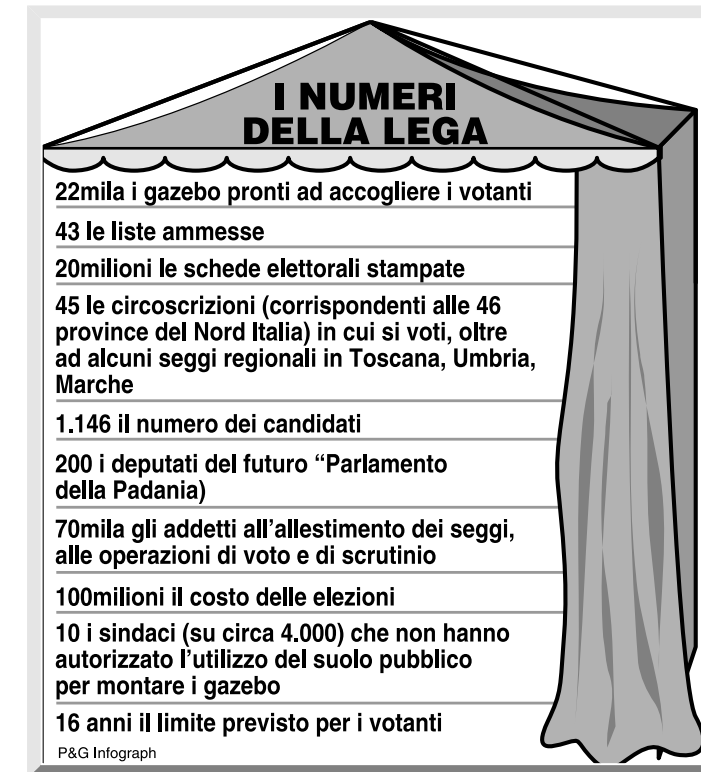 I NUMERI
DELLA LEGA
22mila i gazebo pronti ad accogliere i votanti
43 le liste ammesse
20milioni le schede elettorali stampate
45 le circoscrizioni (corrispondenti alle 46
province del Nord Italia) in cui si voti, oltre
ad alcuni seggi regionali in Toscana, Umbria,
Marche
1.146 il numero dei candidati
200 i deputati del futuro “Parlamento
della Padania)
70mila gli addetti all’allestimento dei seggi,
alle operazioni di voto e di scrutinio
100milioni il costo delle elezioni
10 i sindaci (su circa 4.000) che non hanno
autorizzato l’utilizzo del suolo pubblico
per montare i gazebo
16 anni il limite previsto per i votanti
P&G Infograph